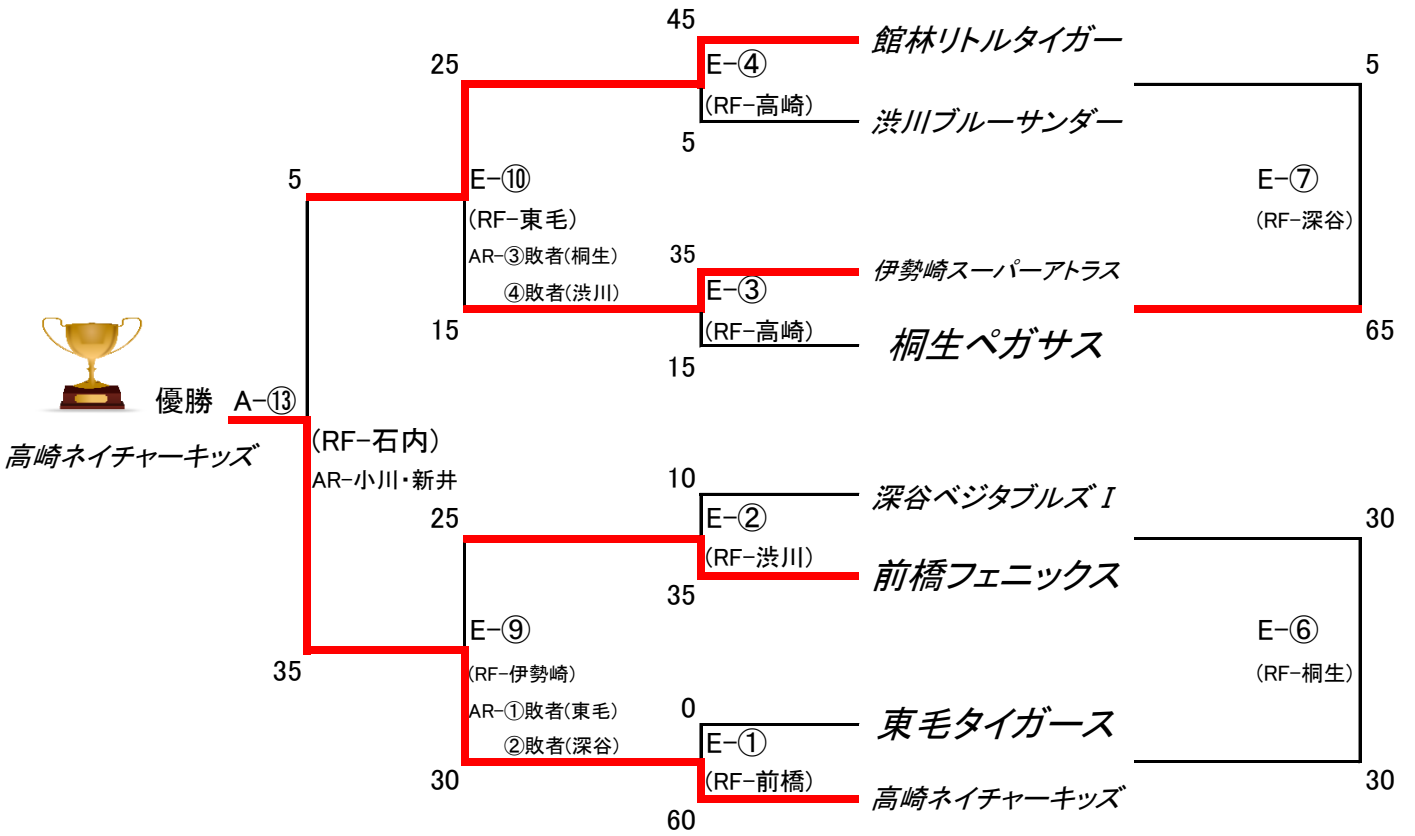 45
館林リトルタイガー
25
E-④
5
(RF-高崎)
渋川ブルーサンダー
5
5
E-⑩
E-⑦
(RF-東毛)
(RF-深谷)
AR-③敗者(桐生)
35
伊勢崎スーパーアトラス
④敗者(渋川)
E-③
15
(RF-高崎)
桐生ペガサス
65
15
優勝 A-⑬
高崎ネイチャーキッズ
(RF-石内)
AR-小川・新井
10
深谷ベジタブルズ I
25
E-②
30
(RF-渋川)
前橋フェニックス
35
E-⑨
E-⑥
35
(RF-伊勢崎)
(RF-桐生)
AR-①敗者(東毛)
0
東毛タイガース
②敗者(深谷)
E-①
30
(RF-前橋)
高崎ネイチャーキッズ
30
60